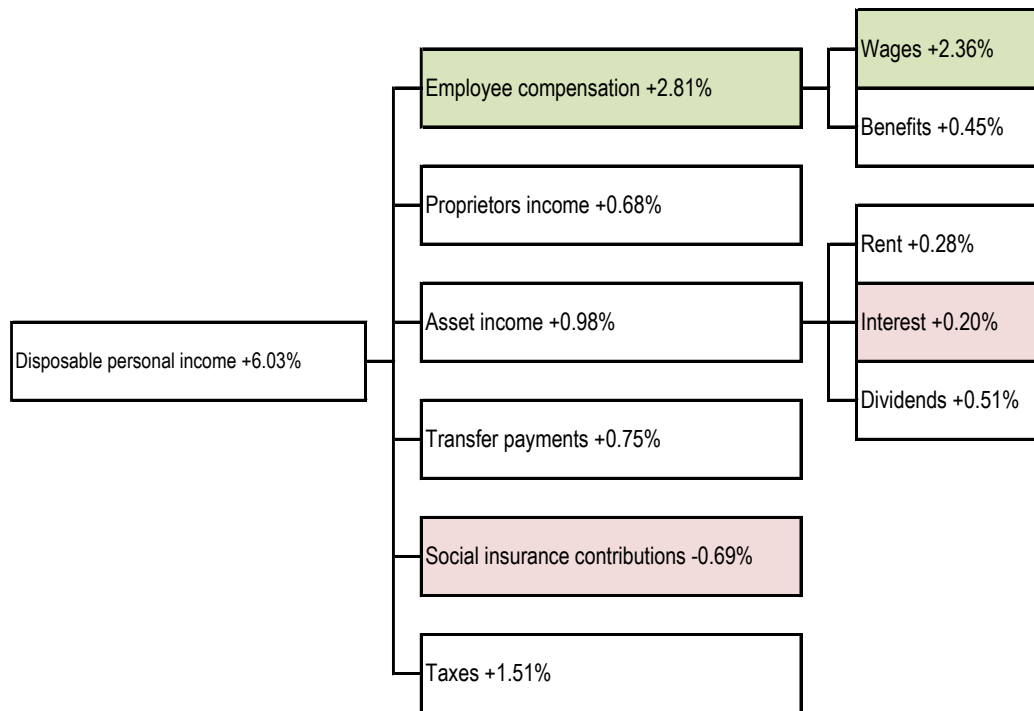 Disposable personal income +6.03%
Employee compensation +2.81%
Wages +2.36%
Benefits +0.45%
Proprietors income +0.68%
Asset income +0.98%
Rent +0.28%
Interest +0.20%
Dividends +0.51%
Transfer payments +0.75%
Social insurance contributions -0.69%
Taxes +1.51%